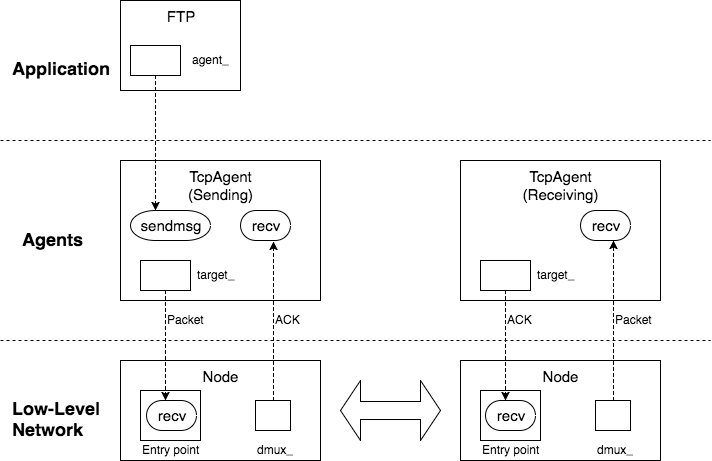 FTP
agent_
Application
TcpAgent
(Sending)
TcpAgent
(Receiving)
sendmsg
recv
recv
Agents
target_
target_
Packet
ACK
ACK
Packet
Node
Node
Low-Level
Network
recv
recv
Entry point
dmux_
Entry point
dmux_